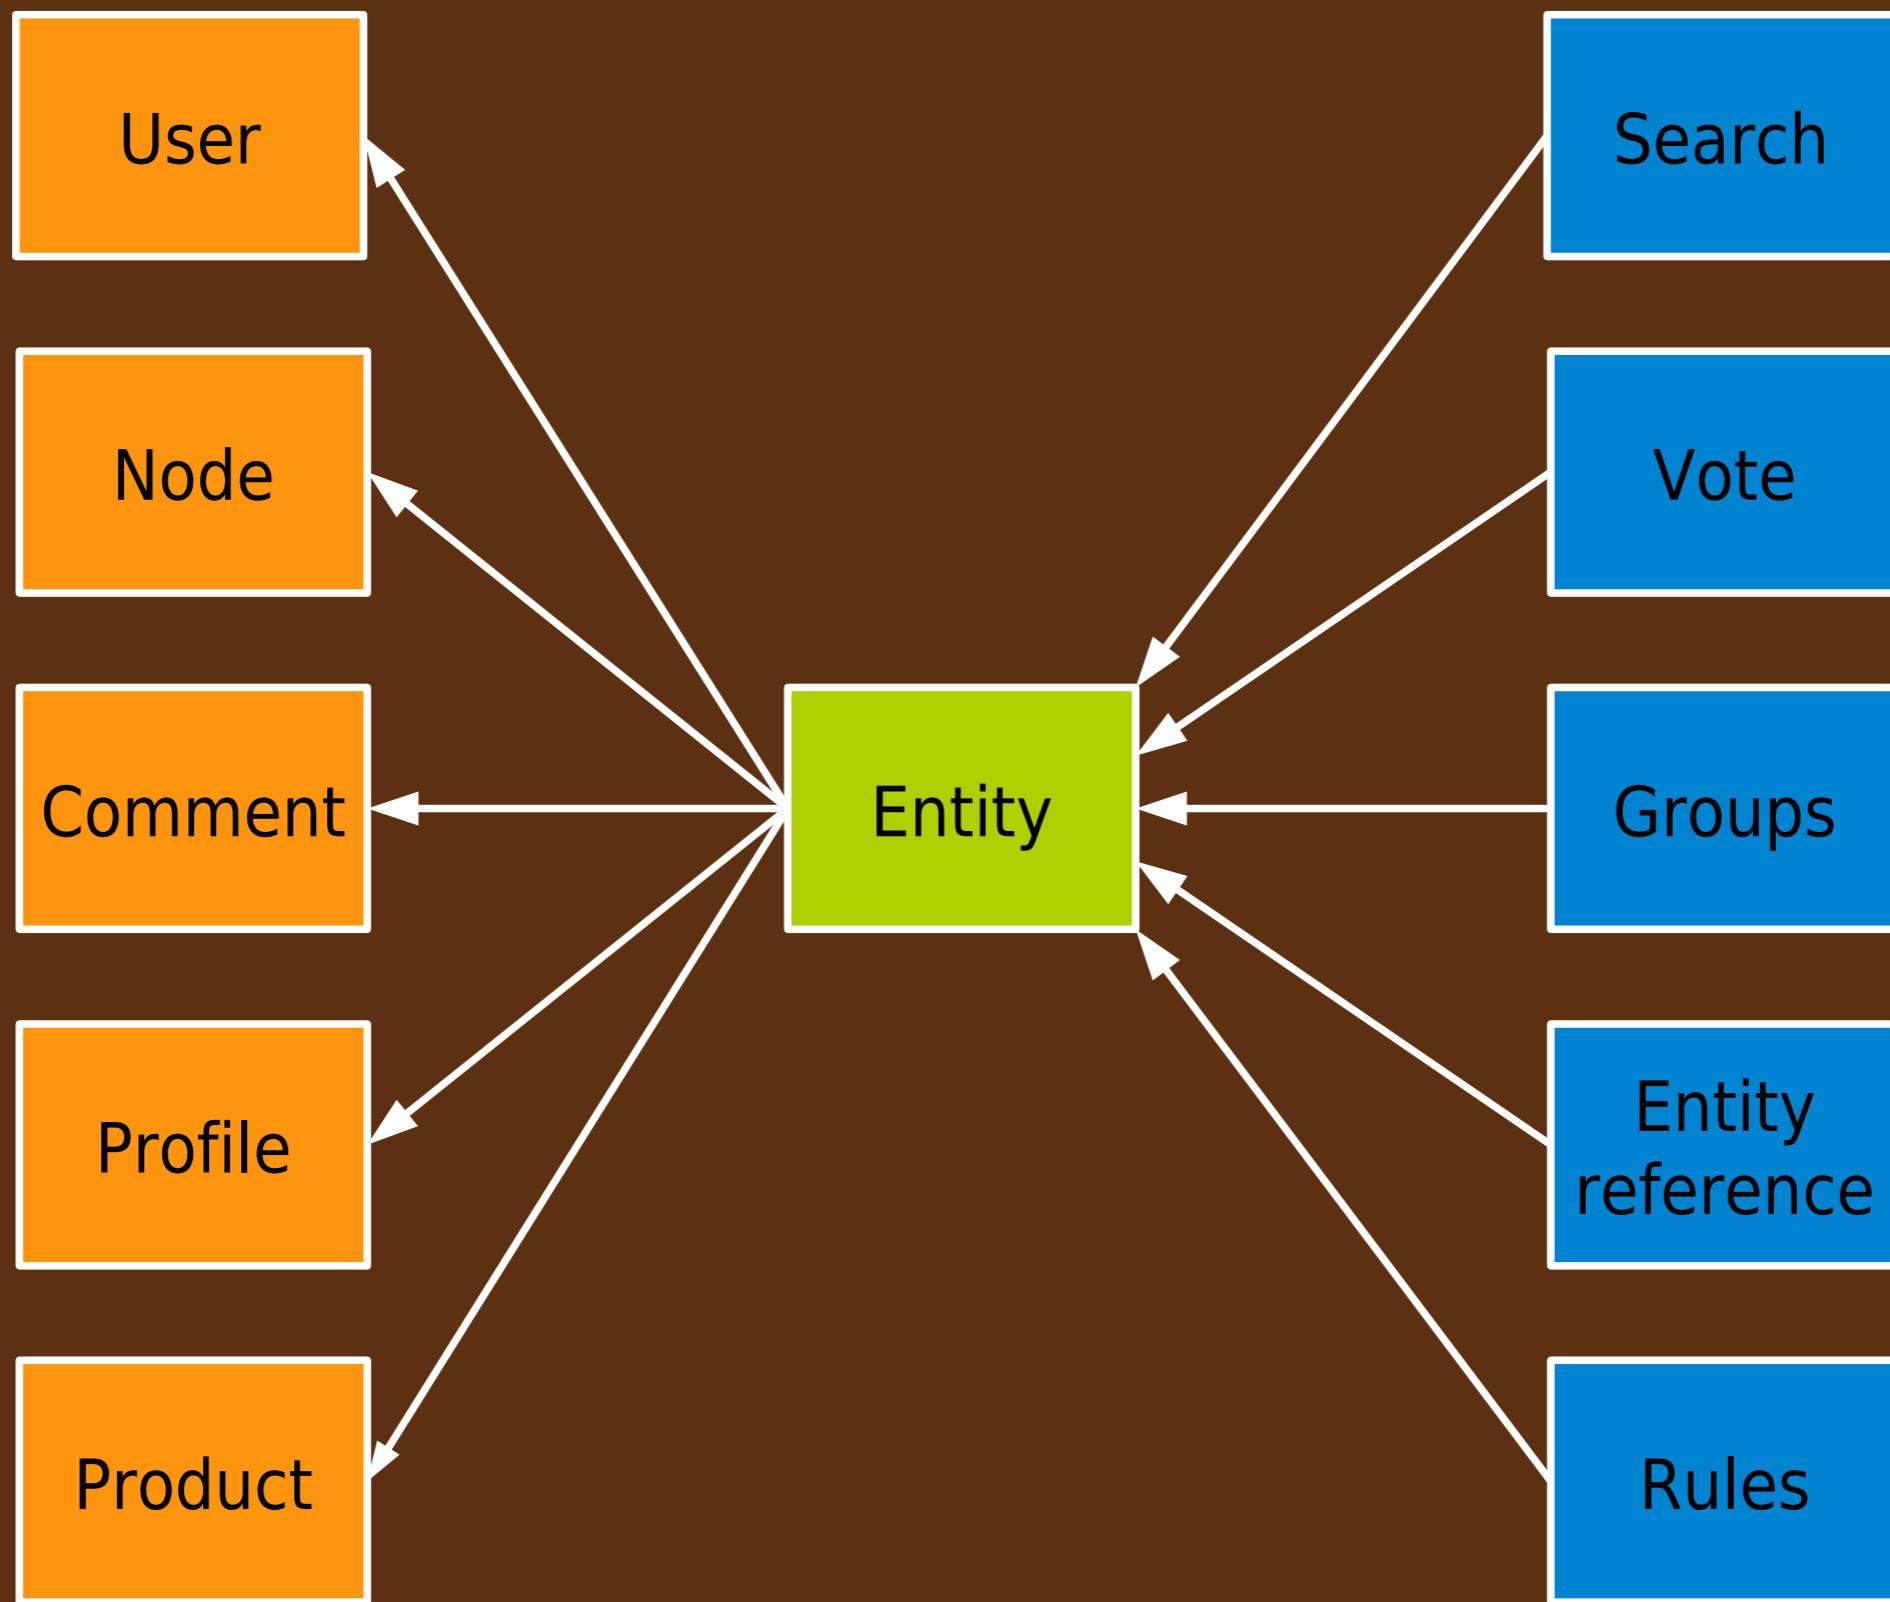 User
Node
Comment
Profile
Product
Entity
Search
Vote
Groups
Entity
reference
Rules